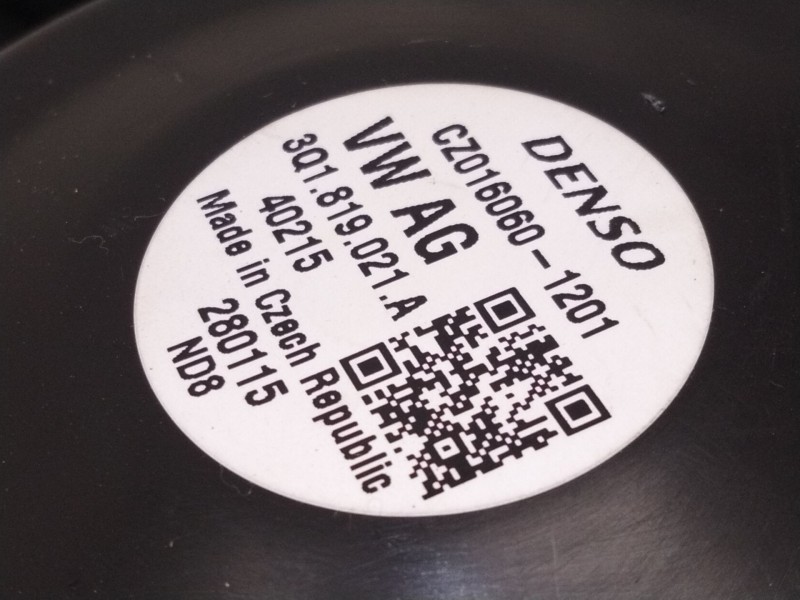 DENSO
CZ016060-1201
VW AG
3Q1.819.021.A
40215
Made in Czech Republic
280115
ND8